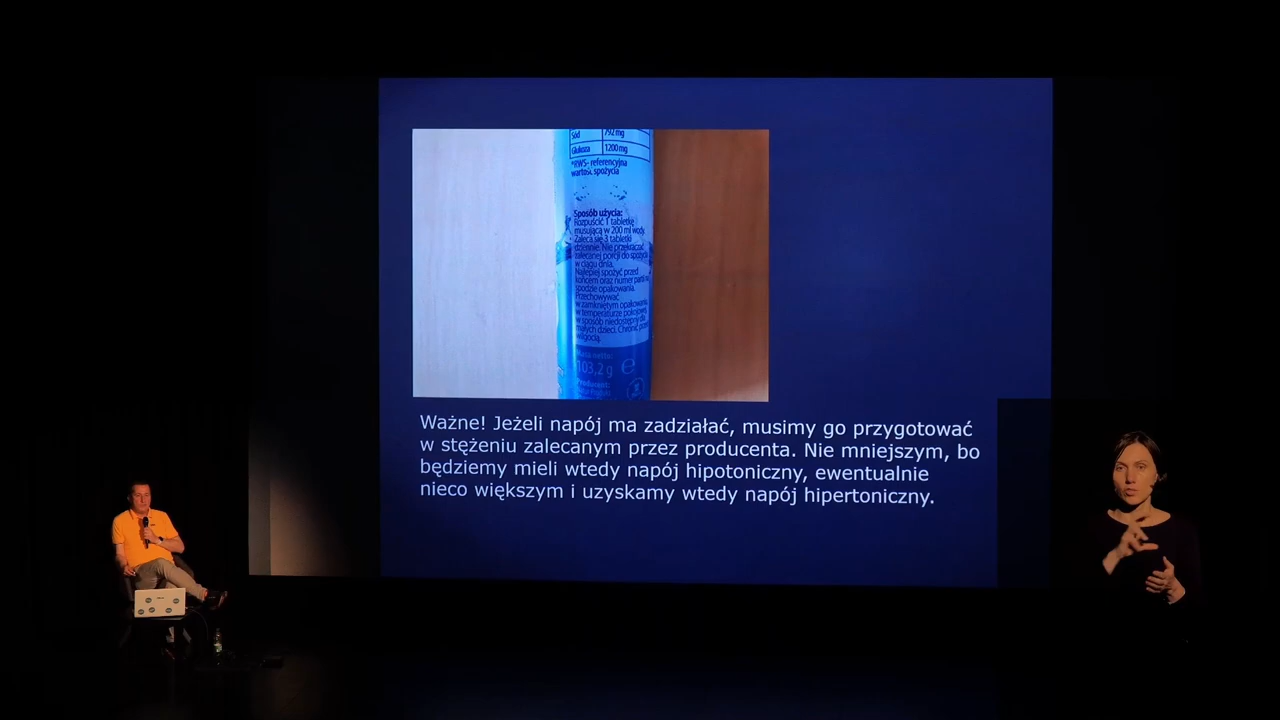 Sód 792 mg
Glukoza 1200 mg
*RWS- referencyjna
wartość spożycia
Sposób użycia:
Rozpuścić 1 tabletkę
musującą w 200 ml wody.
Zaleca się 3 tabletki
dziennie. Nie przekraczać
zalecanej porcji do spożycia
w ciągu dnia.
Najlepiej spożyć przed
końcem oraz numer partii na
spodzie opakowania.
Przechowywać
w zamkniętym opakowaniu
w temperaturze pokojowej,
w sposób niedostępny dla
małych dzieci. Chronić przed
wilgocią.
Masa netto:
103,2 g e
Producent:
Ważne! Jeżeli napój ma zadziałać, musimy go przygotować
w stężeniu zalecanym przez producenta. Nie mniejszym, bo
będziemy mieli wtedy napój hipotoniczny, ewentualnie
nieco większym i uzyskamy wtedy napój hipertoniczny.